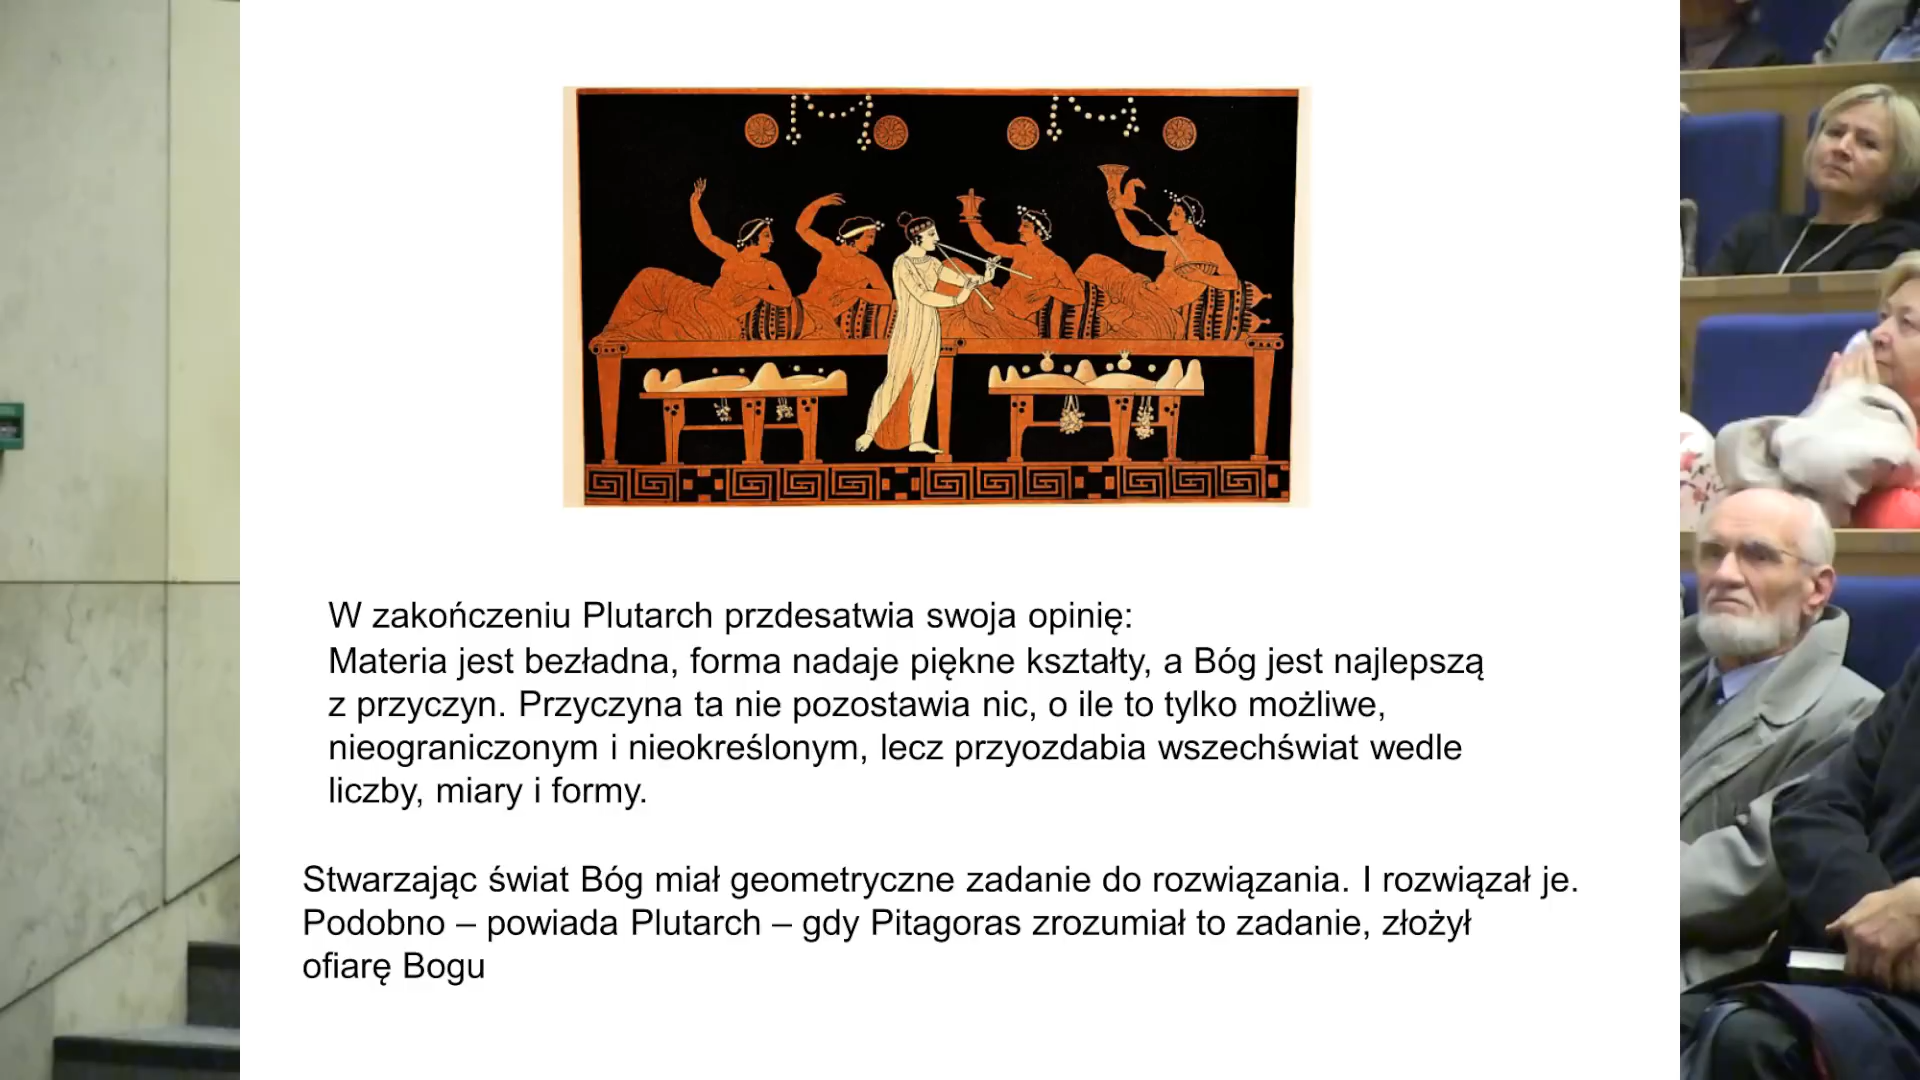 W zakończeniu Plutarch przdesatwia swoja opinię:
Materia jest bezładna, forma nadaje piękne kształty, a Bóg jest najlepszą
z przyczyn. Przyczyna ta nie pozostawia nic, o ile to tylko możliwe,
nieograniczonym i nieokreślonym, lecz przyozdabia wszechświat wedle
liczby, miary i formy.
Stwarzając świat Bóg miał geometryczne zadanie do rozwiązania. I rozwiązał je.
Podobno – powiada Plutarch – gdy Pitagoras zrozumiał to zadanie, złożył
ofiarę Bogu